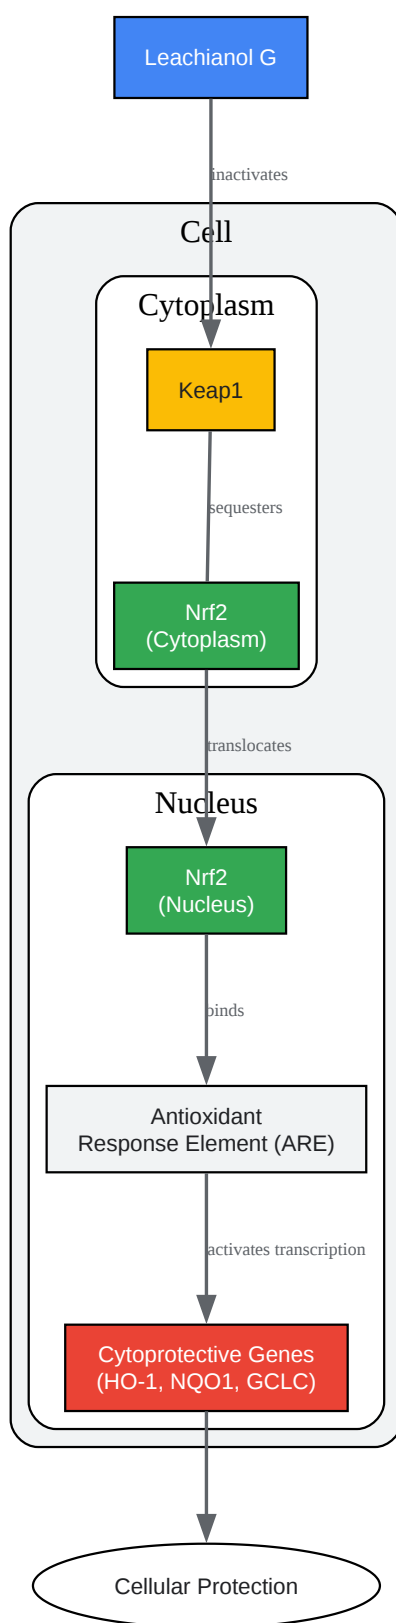 Leachianol G
inactivates
Cell
Cytoplasm
Keap1
sequesters
Nrf2
(Cytoplasm)
translocates
Nucleus
Nrf2
(Nucleus)
binds
Antioxidant
Response Element (ARE)
activates transcription
Cytoprotective Genes
(HO-1, NQO1, GCLC)
Cellular Protection